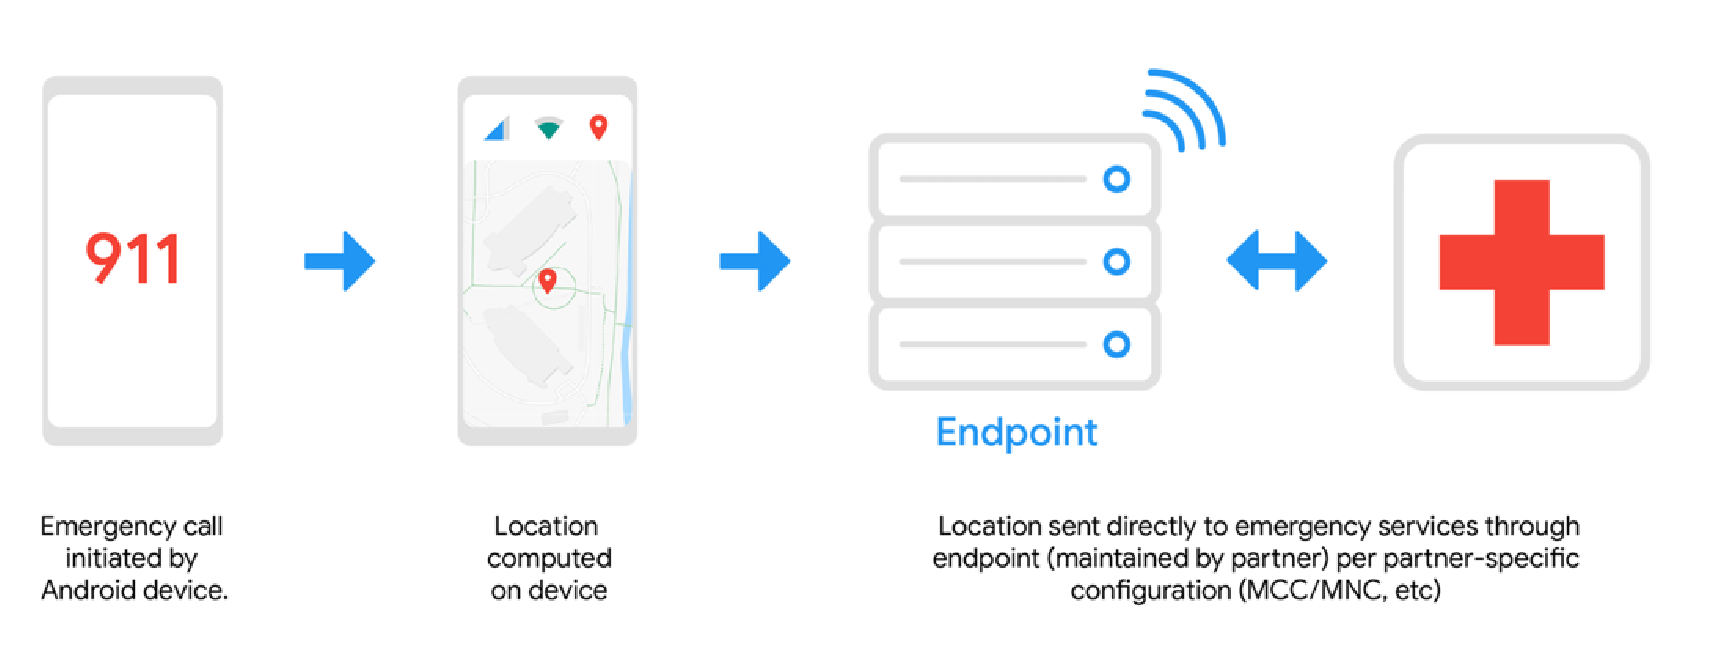 911
Endpoint
Emergency call
initiated by
Android device.
Location
computed
on device
Location sent directly to emergency services through
endpoint (maintained by partner) per partner-specific
configuration (MCC/MNC, etc)